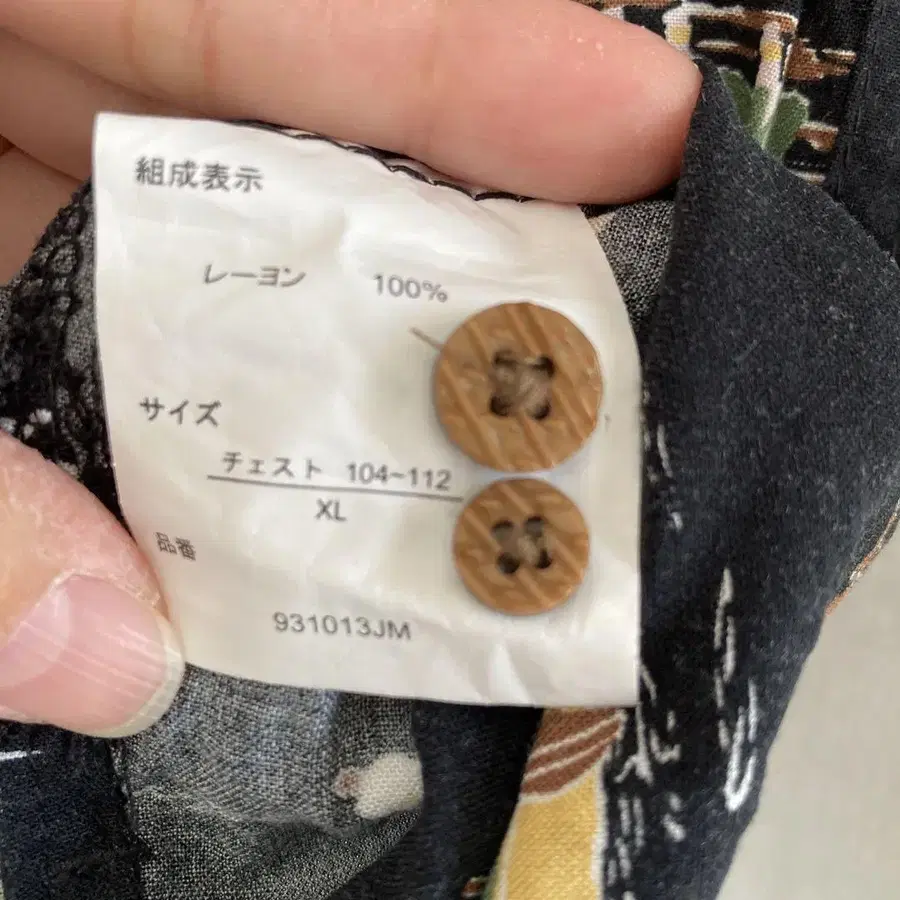 組成表示
レーヨン 100%
サイズ
チェスト 104~112
XL
品番
931013JM